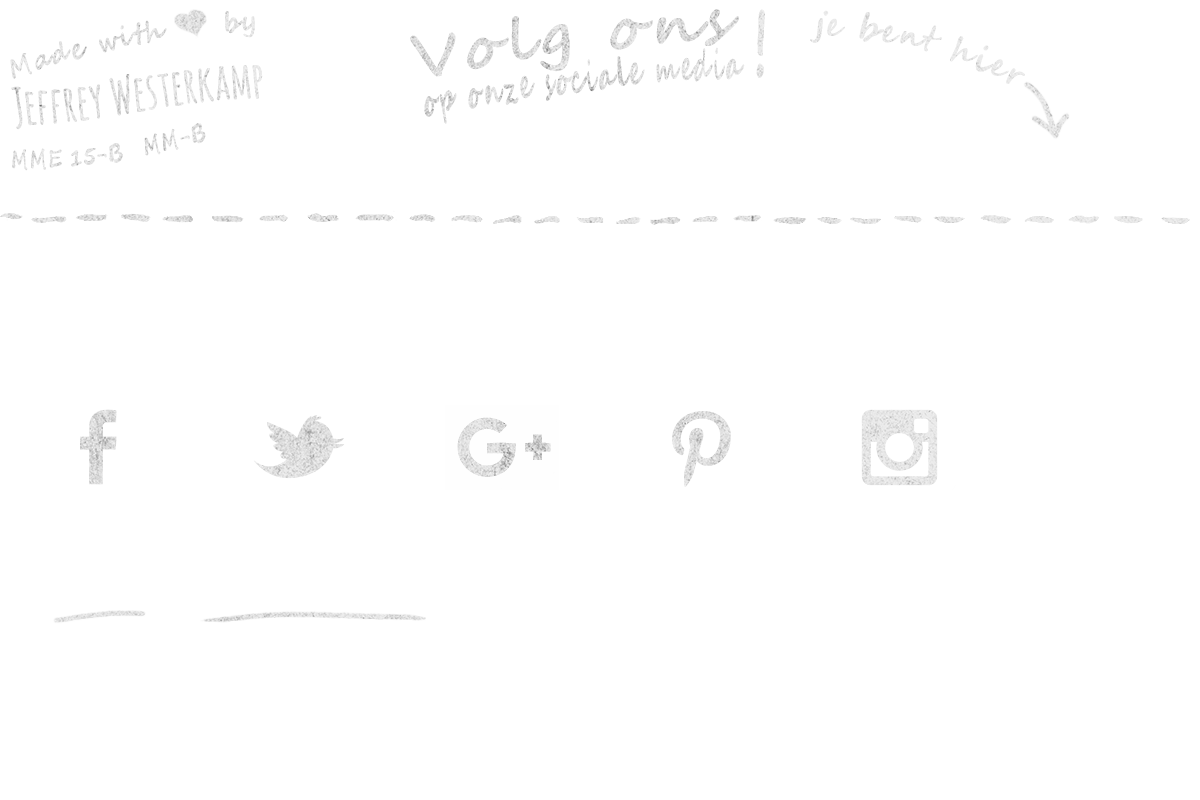 Made with by
JEFFREY WESTERKAMP
MME 15-B MM-B
Volg ons!
op onze sociale media
je bent hier